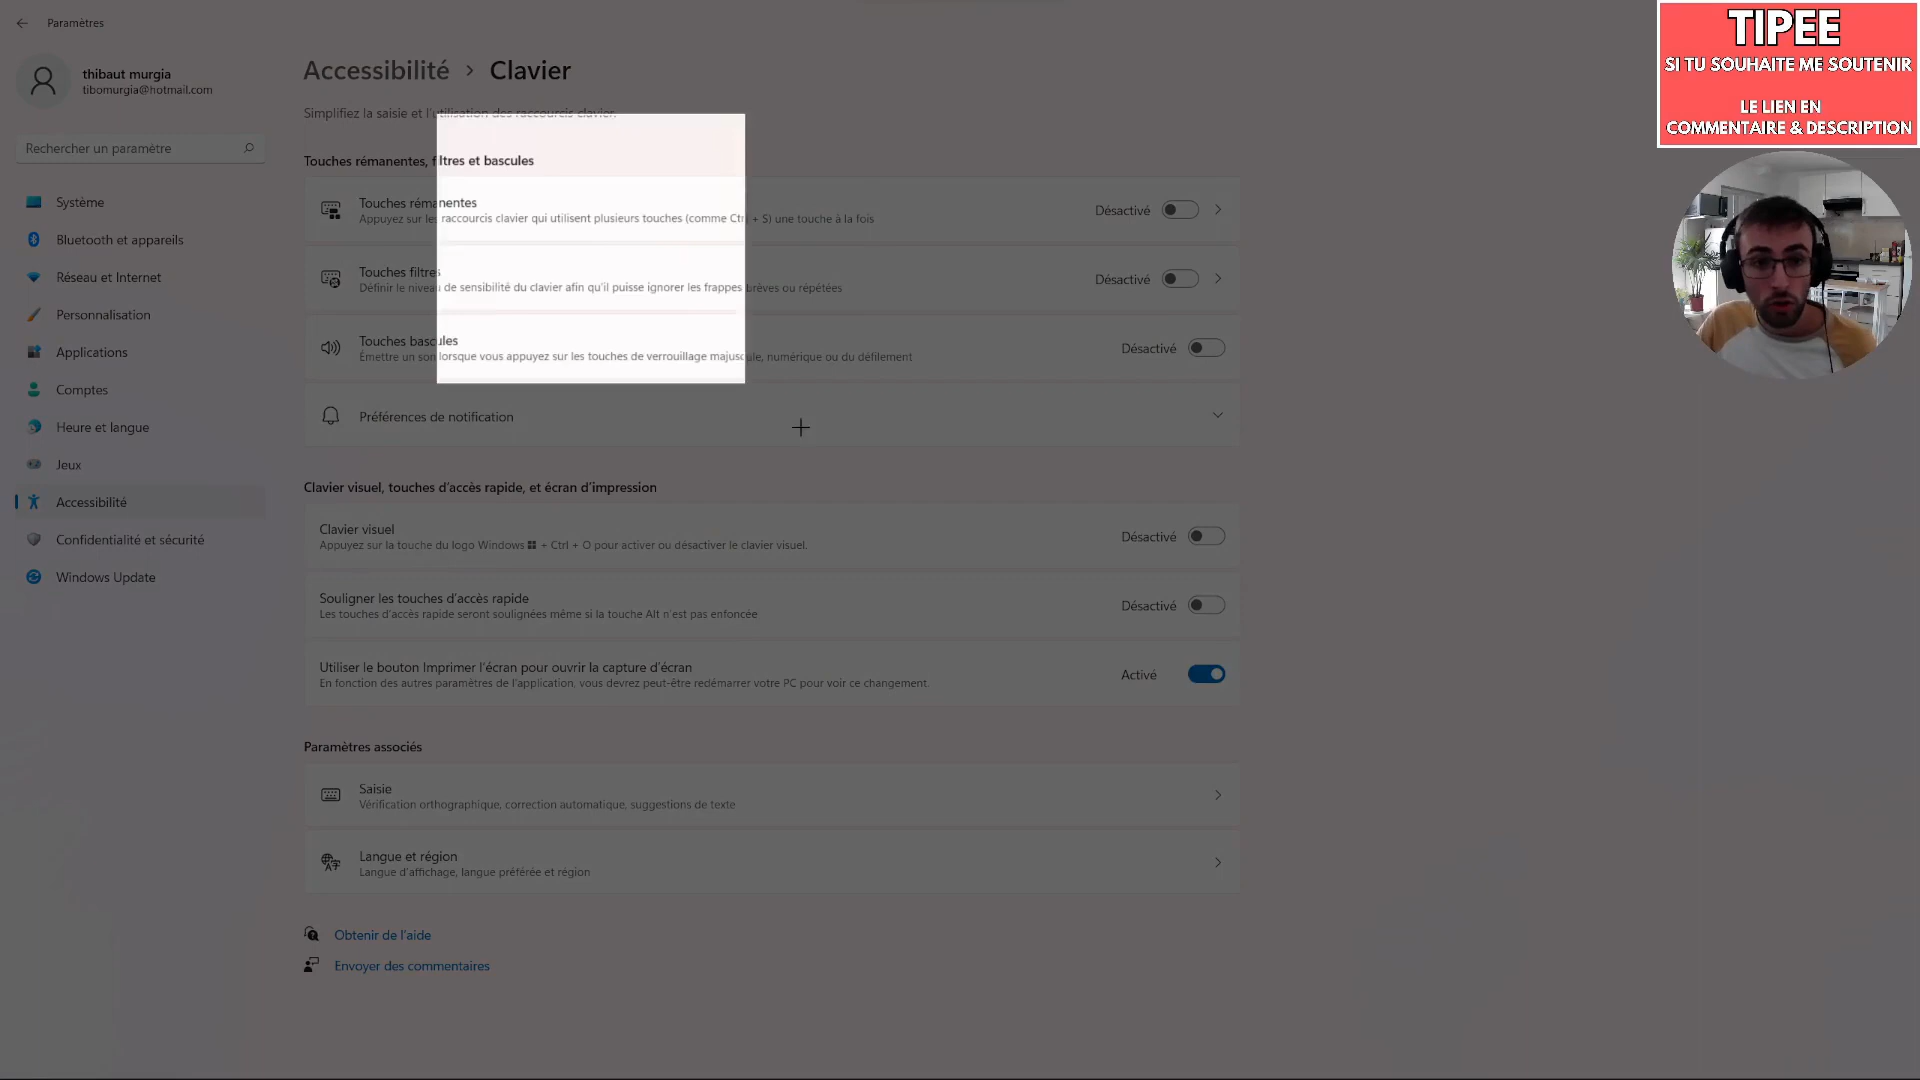 Paramètres
thibaut murgia
tibomurgia@hotmail.com
Rechercher un paramètre
Système
Bluetooth et appareils
Réseau et Internet
Personnalisation
Applications
Comptes
Heure et langue
Jeux
Accessibilité
Confidentialité et sécurité
Windows Update
Accessibilité > Clavier
Simplifiez la saisie et l'utilisation des raccourcis clavier.
Touches rémanentes, filtres et bascules
Touches rémanentes
Appuyez sur les raccourcis clavier qui utilisent plusieurs touches (comme Ctrl + S) une touche à la fois
Désactivé
Touches filtres
Définir le niveau de sensibilité du clavier afin qu'il puisse ignorer les frappes brèves ou répétées
Désactivé
Touches bascules
Émettre un son lorsque vous appuyez sur les touches de verrouillage majuscule, numérique ou du défilement
Désactivé
Préférences de notification
Clavier visuel, touches d'accès rapide, et écran d'impression
Clavier visuel
Appuyez sur la touche du logo Windows + Ctrl + O pour activer ou désactiver le clavier visuel.
Désactivé
Souligner les touches d'accès rapide
Les touches d'accès rapide seront soulignées même si la touche Alt n'est pas enfoncée
Désactivé
Utiliser le bouton Imprimer l'écran pour ouvrir la capture d'écran
En fonction des autres paramètres de l'application, vous devrez peut-être redémarrer votre PC pour voir ce changement.
Activé
Paramètres associés
Saisie
Vérification orthographique, correction automatique, suggestions de texte
Langue et région
Langue d'affichage, langue préférée et région
Obtenir de l'aide
Envoyer des commentaires
TIPEE
SI TU SOUHAITE ME SOUTENIR
LE LIEN EN
COMMENTAIRE & DESCRIPTION